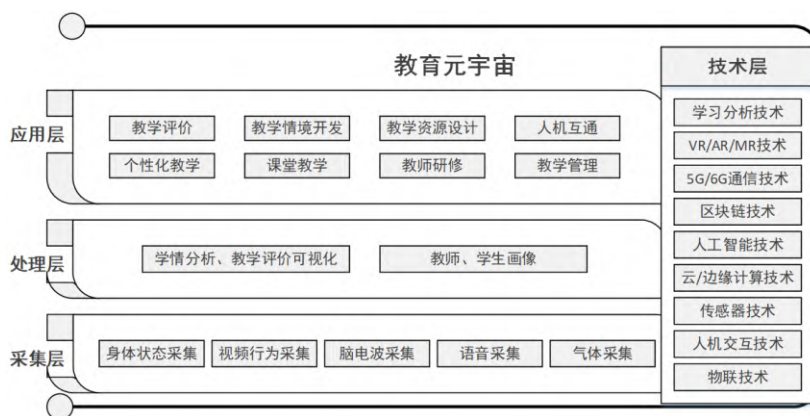 教育元宇宙
应用层
教学评价
教学情境开发
教学资源设计
人机互通
个性化教学
课堂教学
教师研修
教学管理
处理层
学情分析、教学评价可视化
教师、学生画像
采集层
身体状态采集
视频行为采集
脑电波采集
语音采集
气体采集
技术层
学习分析技术
VR/AR/MR技术
5G/6G通信技术
区块链技术
人工智能技术
云/边缘计算技术
传感器技术
人机交互技术
物联技术